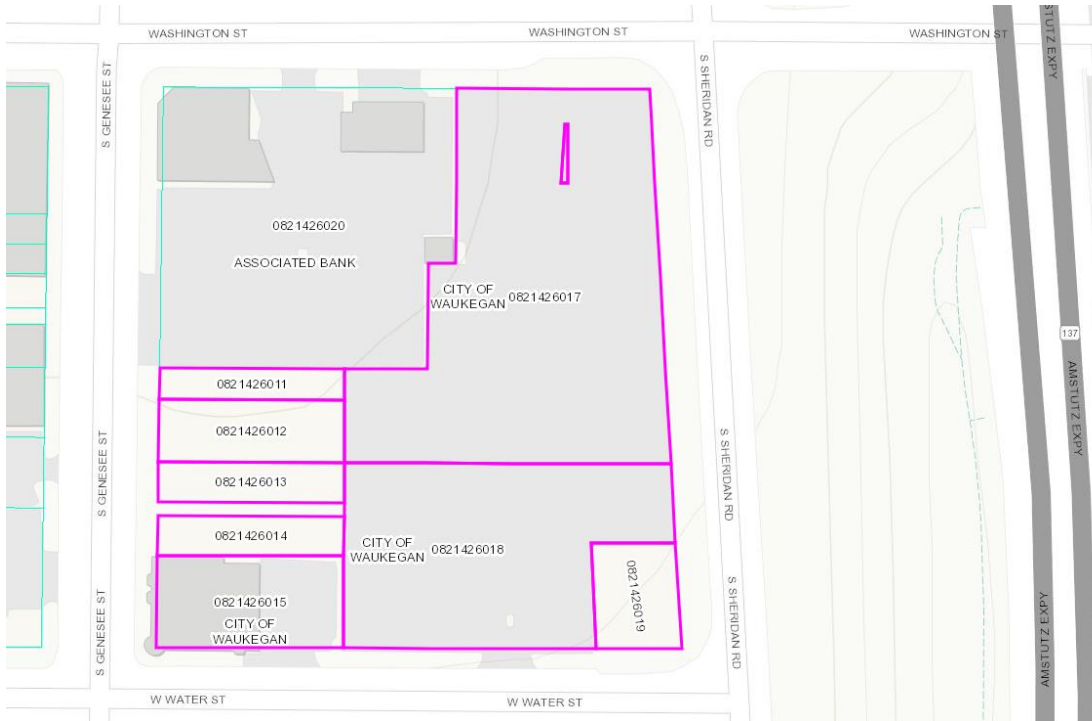 WASHINGTON ST
WASHINGTON ST
WASHINGTON ST
STUTZ EXPY
AMSTUTZ EXPY
S GENESEE ST
S SHERIDAN RD
0821426020
ASSOCIATED BANK
CITY OF
WAUKEGAN
0821426017
137
AMSTUTZ EXPY
0821426011
0821426012
S GENESEE ST
0821426013
S SHERIDAN RD
0821426014
CITY OF
WAUKEGAN
0821426018
0821426019
0821426015
CITY OF
WAUKEGAN
S GENESEE ST
S SHERIDAN RD
AMSTUTZ EXPY
W WATER ST
W WATER ST